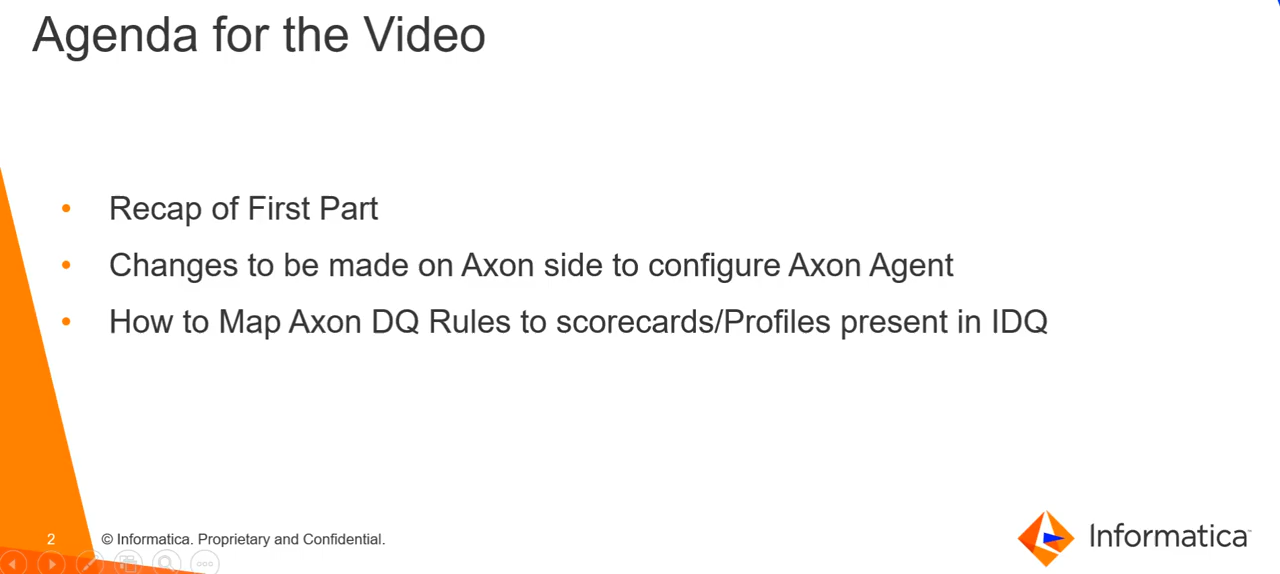 Agenda for the Video
• Recap of First Part
• Changes to be made on Axon side to configure Axon Agent
• How to Map Axon DQ Rules to scorecards/Profiles present in IDQ
2 © Informatica. Proprietary and Confidential.
Informatica™